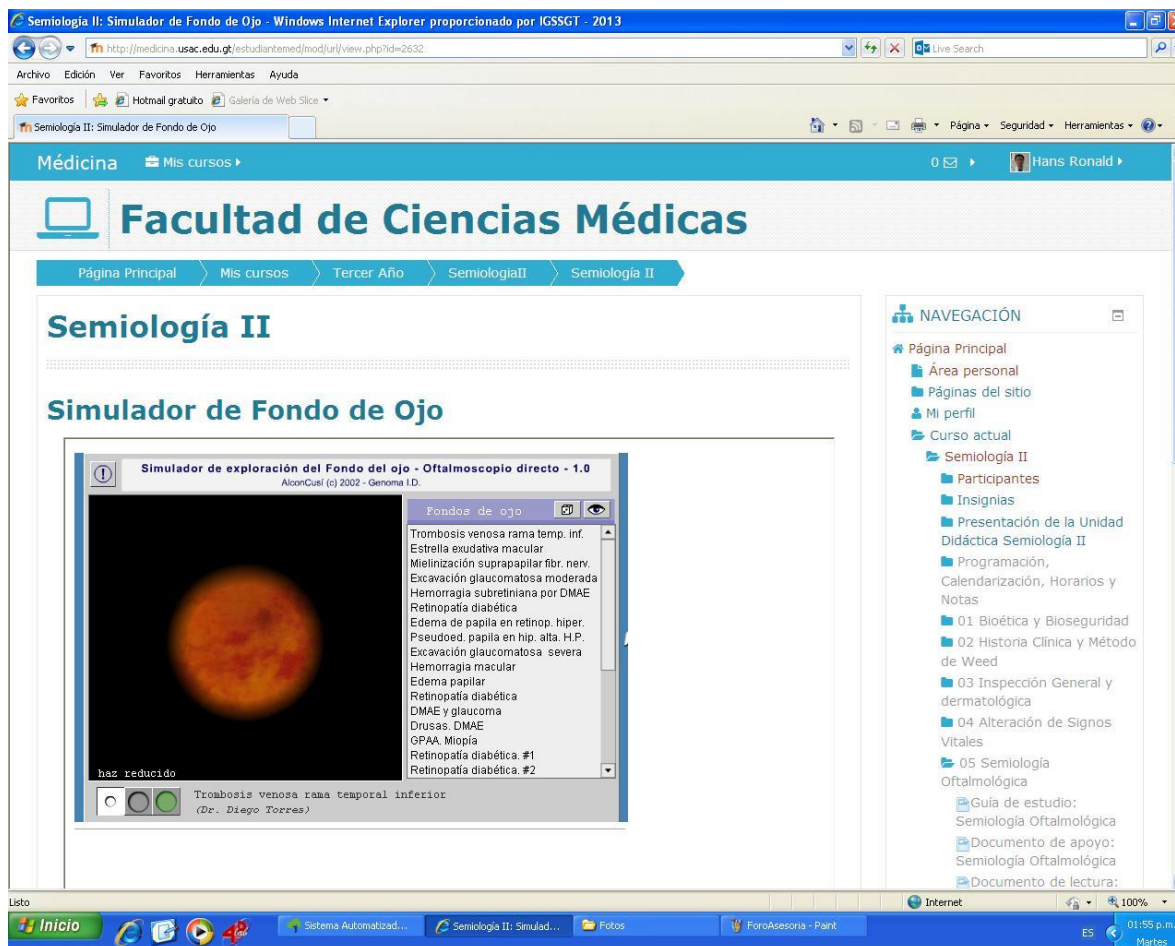 Semiología II: Simulador de Fondo de Ojo - Windows Internet Explorer proporcionado por IGSSGT - 2013
http://medicina.usac.edu.gt/estudiantemed/mod/url/view.php?id=2632
Live Search
Archivo Edición Ver Favoritos Herramientas Ayuda
Favoritos Hotmail gratuito Galería de Web Slice
Semiología II: Simulador de Fondo de Ojo
Página Seguridad Herramientas
Médicina Mis cursos 0 Hans Ronald
Facultad de Ciencias Médicas
Página Principal Mis cursos Tercer Año SemiologiaII Semiología II
Semiología II
Simulador de Fondo de Ojo
Simulador de exploración del Fondo del ojo - Oftalmoscopio directo - 1.0
AlconCusí (c) 2002 - Genoma I.D.
Fondos de ojo
Trombosis venosa rama temp. inf.
Estrella exudativa macular
Mielinización suprapapilar fibr. nerv.
Excavación glaucomatosa moderada
Hemorragia subretiniana por DMAE
Retinopatía diabética
Edema de papila en retinop. hiper.
Pseudoed. papila en hip. alta. H.P.
Excavación glaucomatosa severa
Hemorragia macular
Edema papilar
Retinopatía diabética
DMAE y glaucoma
Drusas. DMAE
GPAA. Miopía
Retinopatía diabética. #1
Retinopatía diabética. #2
haz reducido
Trombosis venosa rama temporal inferior
(Dr. Diego Torres)
NAVEGACIÓN
Página Principal
Área personal
Páginas del sitio
Mi perfil
Curso actual
Semiología II
Participantes
Insignias
Presentación de la Unidad
Didáctica Semiología II
Programación,
Calendarización, Horarios y
Notas
01 Bioética y Bioseguridad
02 Historia Clínica y Método
de Weed
03 Inspección General y
dermatológica
04 Alteración de Signos
Vitales
05 Semiología
Oftalmológica
Guía de estudio:
Semiología Oftalmológica
Documento de apoyo:
Semiología Oftalmológica
Documento de lectura:
Listo Internet 100%
Inicio Sistema Automatizad... Semiología II: Simulad... Fotos ForoAsesoria - Paint ES 01:55 p.m.
Martes